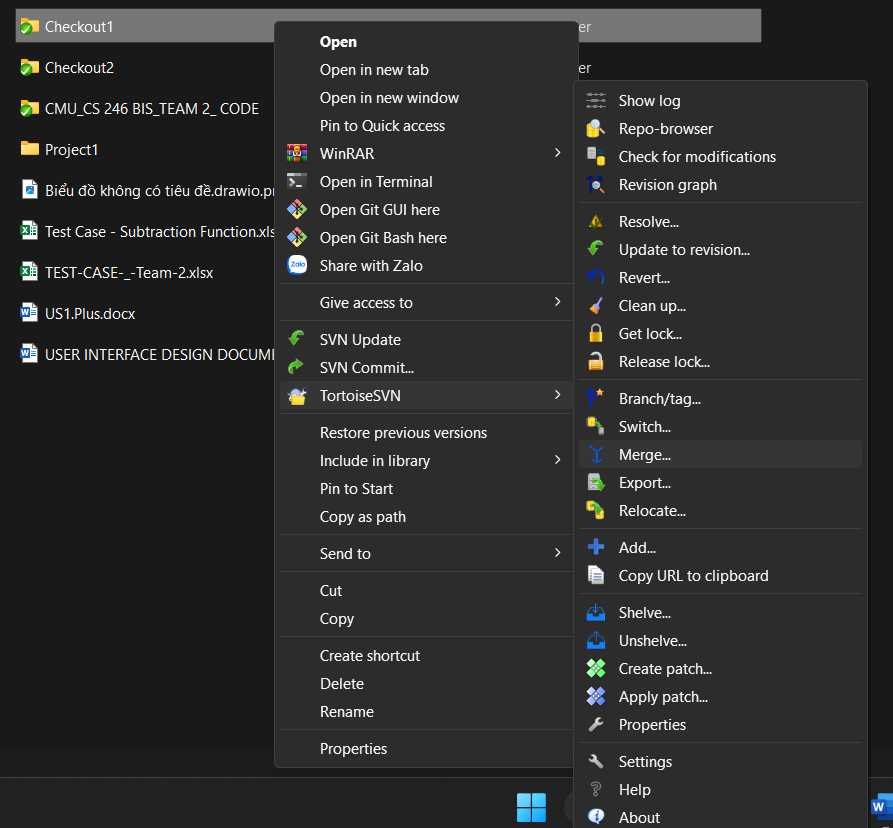 Checkout1
er
Checkout2
er
CMU_CS 246 BIS_TEAM 2_ CODE
Project1
Biểu đồ không có tiêu đề.drawio.pr
Test Case - Subtraction Function.xls
TEST-CASE-_-Team-2.xlsx
US1.Plus.docx
USER INTERFACE DESIGN DOCUME
Open
Open in new tab
Open in new window
Pin to Quick access
WinRAR
Open in Terminal
Open Git GUI here
Open Git Bash here
Zalo
Share with Zalo
Give access to
SVN Update
SVN Commit...
TortoiseSVN
Restore previous versions
Include in library
Pin to Start
Copy as path
Send to
Cut
Copy
Create shortcut
Delete
Rename
Properties
Show log
Repo-browser
Check for modifications
Revision graph
Resolve...
Update to revision...
Revert...
Clean up...
Get lock...
Release lock...
Branch/tag...
Switch...
Merge...
Export...
Relocate...
Add...
Copy URL to clipboard
Shelve...
Unshelve...
Create patch...
Apply patch...
Properties
Settings
Help
About